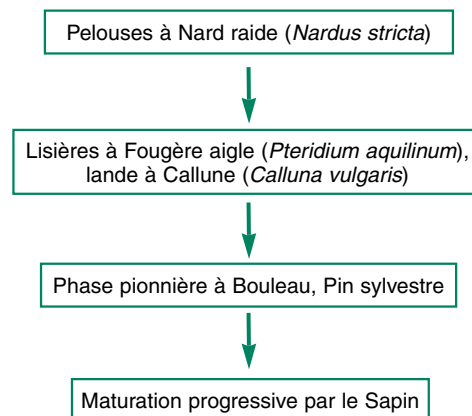 Pelouses à Nard raide (Nardus stricta)
Lisières à Fougère aigle (Pteridium aquilinum),
lande à Callune (Calluna vulgaris)
Phase pionnière à Bouleau, Pin sylvestre
Maturation progressive par le Sapin